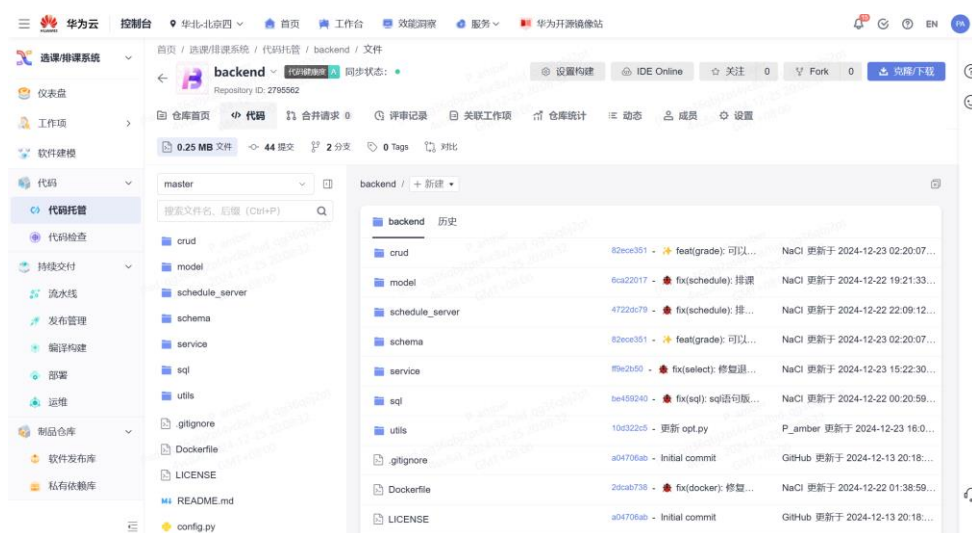 华为云 控制台 华北-北京四 首页 工作台 效能洞察 服务 华为开源镜像站 EN PA
HUAWEI
选课/排课系统
仪表盘
工作项
软件建模
代码
代码托管
代码检查
持续交付
流水线
发布管理
编译构建
部署
运维
制品仓库
软件发布库
私有依赖库
首页 / 选课/排课系统 / 代码托管 / backend / 文件
backend 代码健康度 A 同步状态:
Repository ID: 2795562
设置构建 IDE Online 关注 0 Fork 0 克隆/下载
仓库首页 代码 合并请求 0 评审记录 关联工作项 仓库统计 动态 成员 设置
0.25 MB 文件 44 提交 2 分支 0 Tags 对比
master
搜索文件名、后缀 (Ctrl+P)
crud
model
schedule_server
schema
service
sql
utils
.gitignore
Dockerfile
LICENSE
README.md
config.py
backend / + 新建
backend 历史
crud 82ece351 - feat(grade): 可以... NaCl 更新于 2024-12-23 02:20:07...
model 6ca22017 - fix(schedule): 排课 NaCl 更新于 2024-12-22 19:21:33...
schedule_server 4722dc79 - fix(schedule): 排... NaCl 更新于 2024-12-22 22:09:12...
schema 82ece351 - feat(grade): 可以... NaCl 更新于 2024-12-23 02:20:07...
service ff9e2b50 - fix(select): 修复退... NaCl 更新于 2024-12-23 15:22:30...
sql be459240 - fix(sql): sql语句版... NaCl 更新于 2024-12-22 00:20:59...
utils 10d322c5 - 更新 opt.py P_amber 更新于 2024-12-23 16:0...
.gitignore a04706ab - Initial commit GitHub 更新于 2024-12-13 20:18:...
Dockerfile 2dcab738 - fix(docker): 修复... NaCl 更新于 2024-12-22 01:38:59...
LICENSE a04706ab - Initial commit GitHub 更新于 2024-12-13 20:18:...